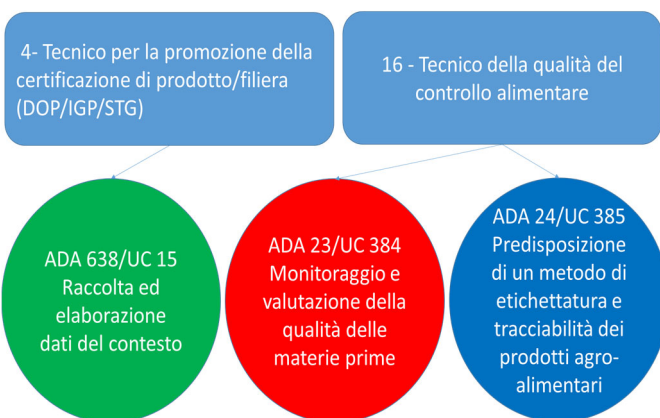 4- Tecnico per la promozione della
certificazione di prodotto/filiera
(DOP/IGP/STG)
16 - Tecnico della qualità del
controllo alimentare
ADA 638/UC 15
Raccolta ed
elaborazione
dati del contesto
ADA 23/UC 384
Monitoraggio e
valutazione della
qualità delle
materie prime
ADA 24/UC 385
Predisposizione
di un metodo di
etichettatura e
tracciabilità dei
prodotti agro-
alimentari